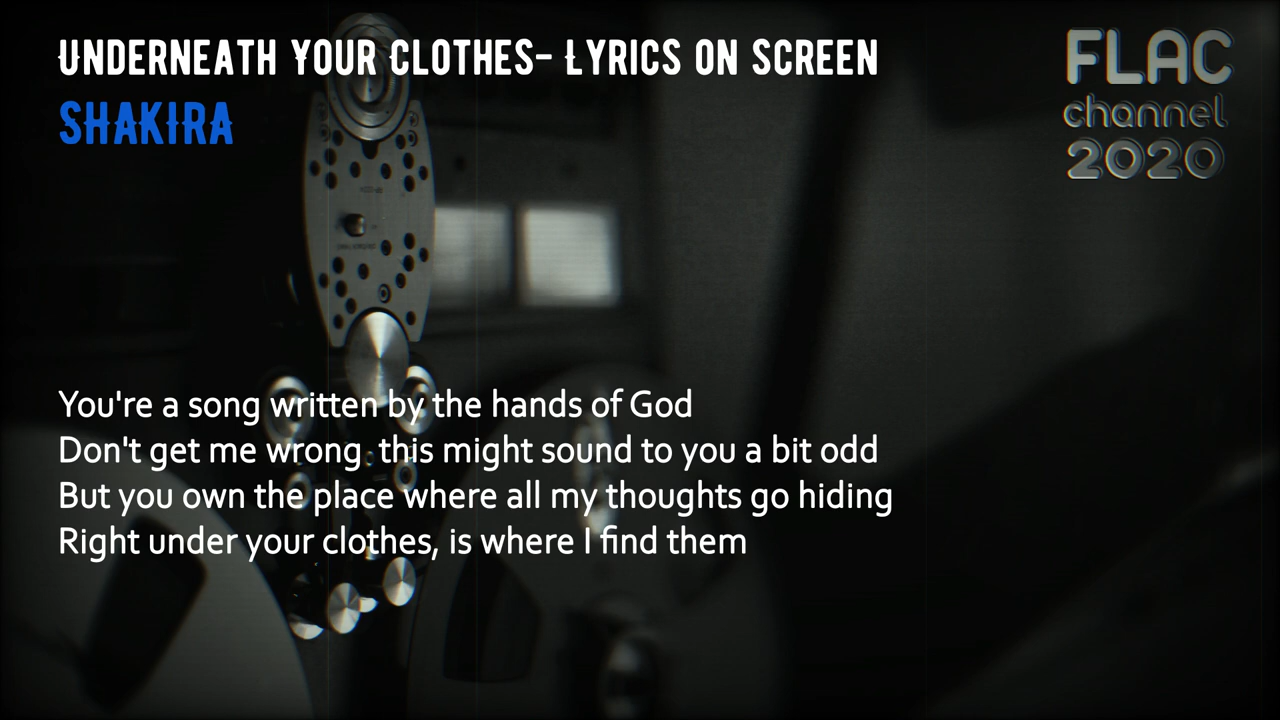 Underneath Your Clothes- Lyrics on screen
Shakira
FLAC
channel
2020
You're a song written by the hands of God
Don't get me wrong this might sound to you a bit odd
But you own the place where all my thoughts go hiding
Right under your clothes, is where I find them